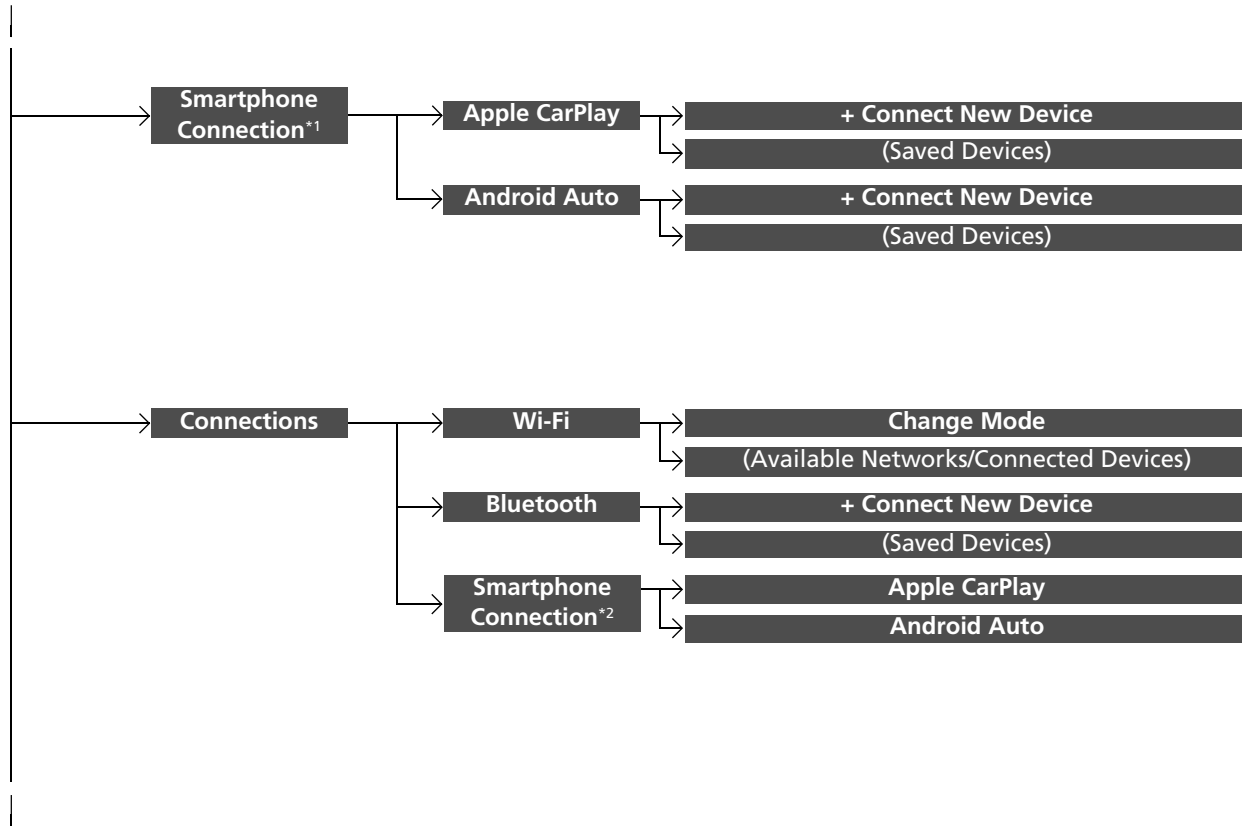 Smartphone
Connection*1
Apple CarPlay
+ Connect New Device
(Saved Devices)
Android Auto
+ Connect New Device
(Saved Devices)
Connections
Wi-Fi
Change Mode
(Available Networks/Connected Devices)
Bluetooth
+ Connect New Device
(Saved Devices)
Smartphone
Connection*2
Apple CarPlay
Android Auto